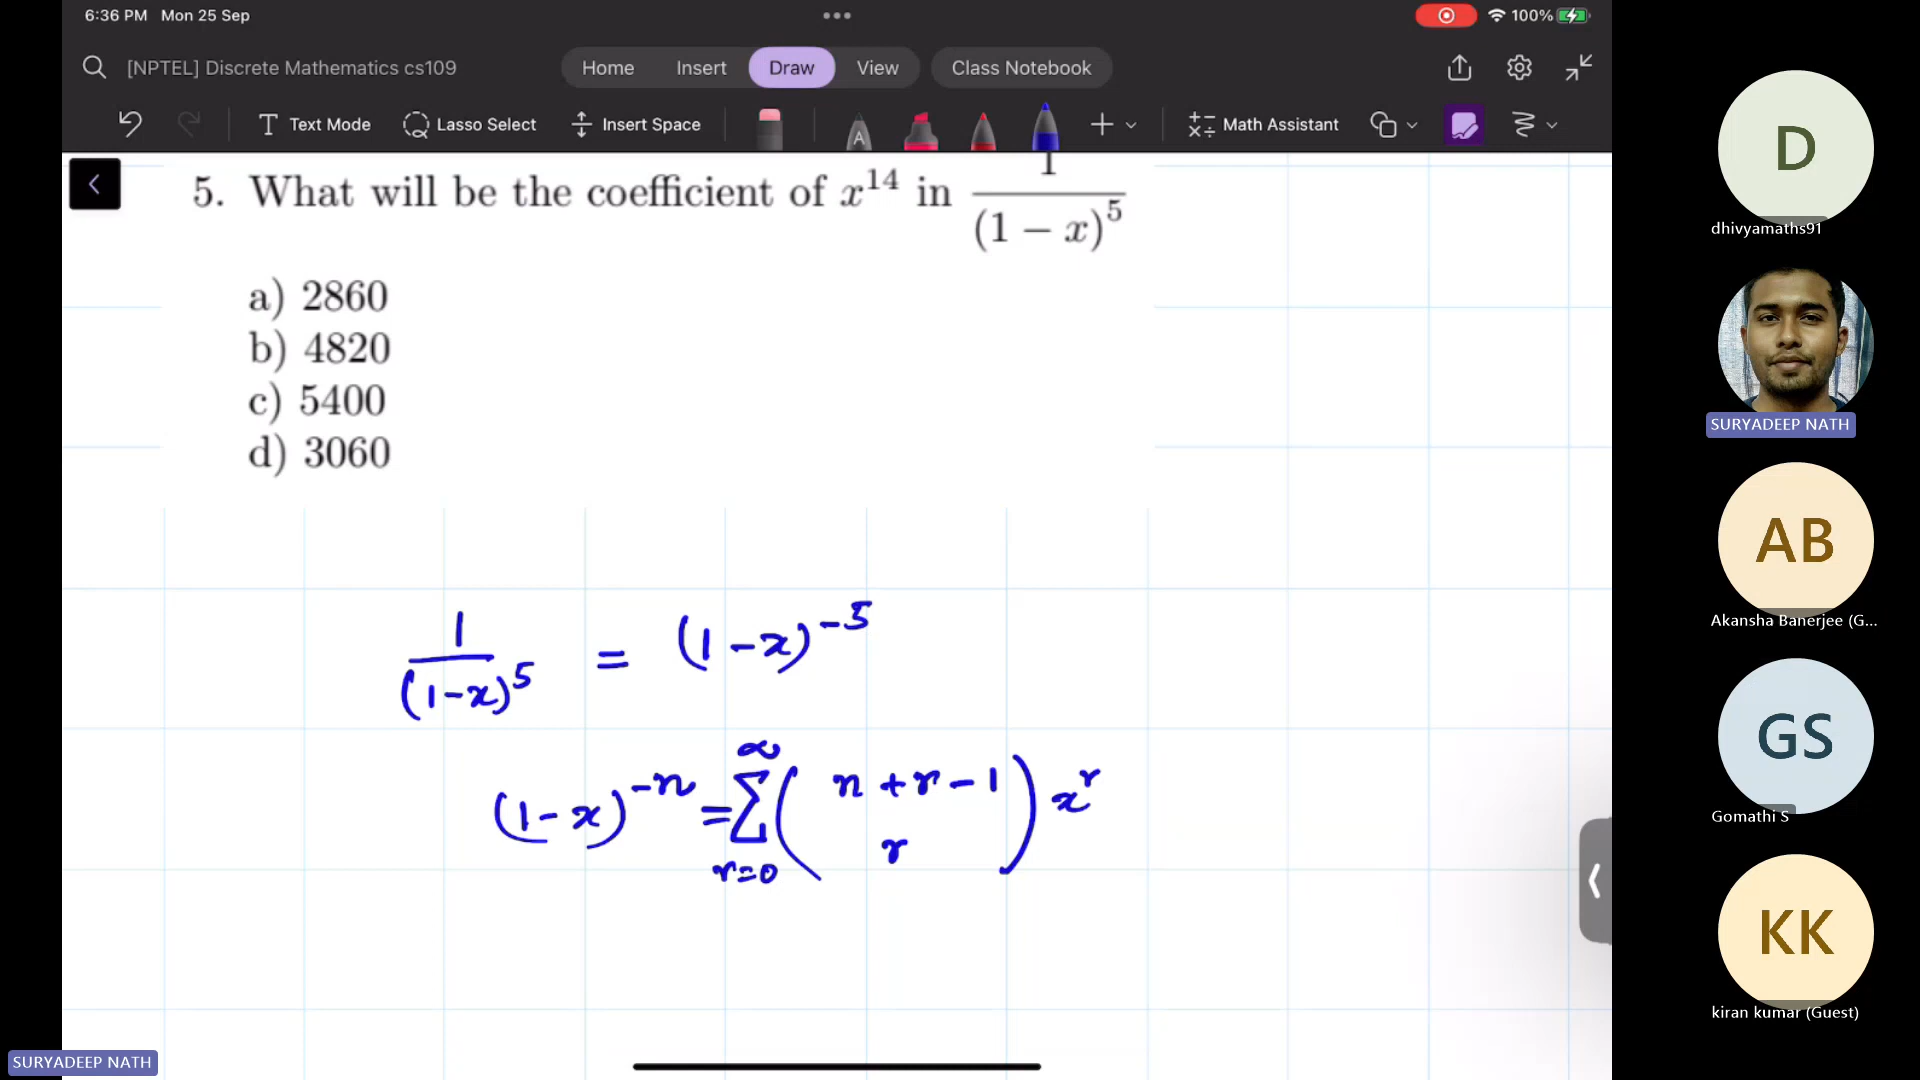 6:36 PM Mon 25 Sep
100%
[NPTEL] Discrete Mathematics cs109
Home Insert Draw View Class Notebook
Text Mode Lasso Select Insert Space A Math Assistant
5. What will be the coefficient of x^14 in 1/(1 − x)^5
a) 2860
b) 4820
c) 5400
d) 3060
1/(1-x)^5 = (1-x)^-5
(1-x)^-n = ∑_{r=0}^{∞} (n+r-1 r) x^r
D
dhivyamaths91
SURYADEEP NATH
AB
Akansha Banerjee (G...
GS
Gomathi S
KK
kiran kumar (Guest)
SURYADEEP NATH